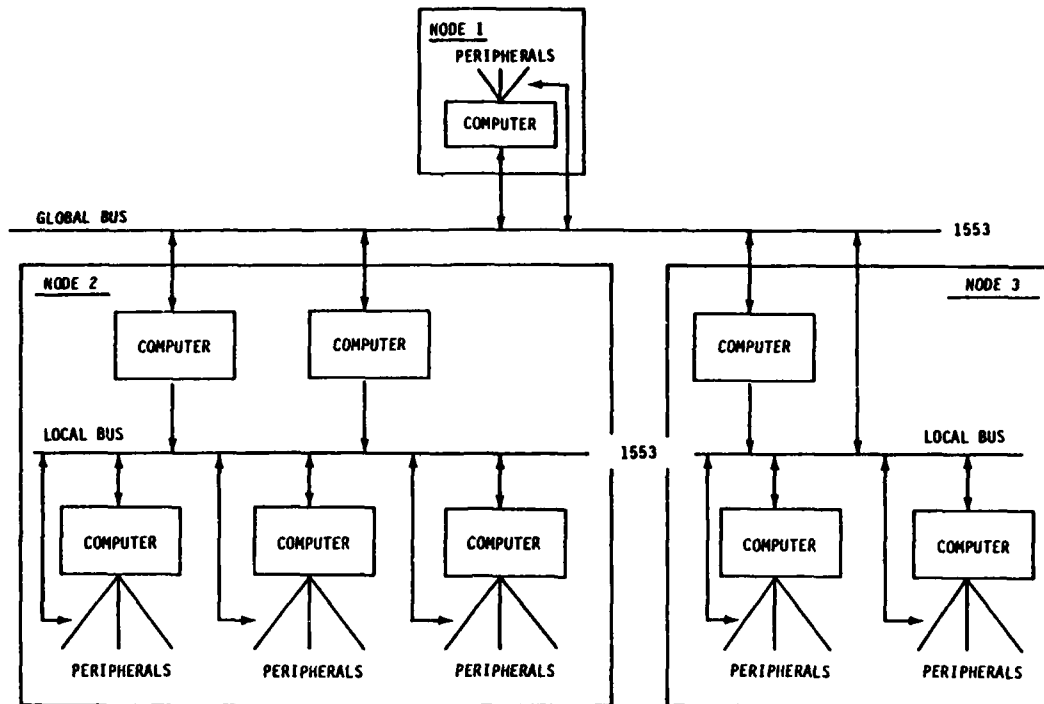 NODE 1
PERIPHERALS
COMPUTER
GLOBAL BUS
1553
NODE 2
NODE 3
COMPUTER
COMPUTER
COMPUTER
LOCAL BUS
1553
LOCAL BUS
COMPUTER
COMPUTER
COMPUTER
COMPUTER
COMPUTER
PERIPHERALS
PERIPHERALS
PERIPHERALS
PERIPHERALS
PERIPHERALS